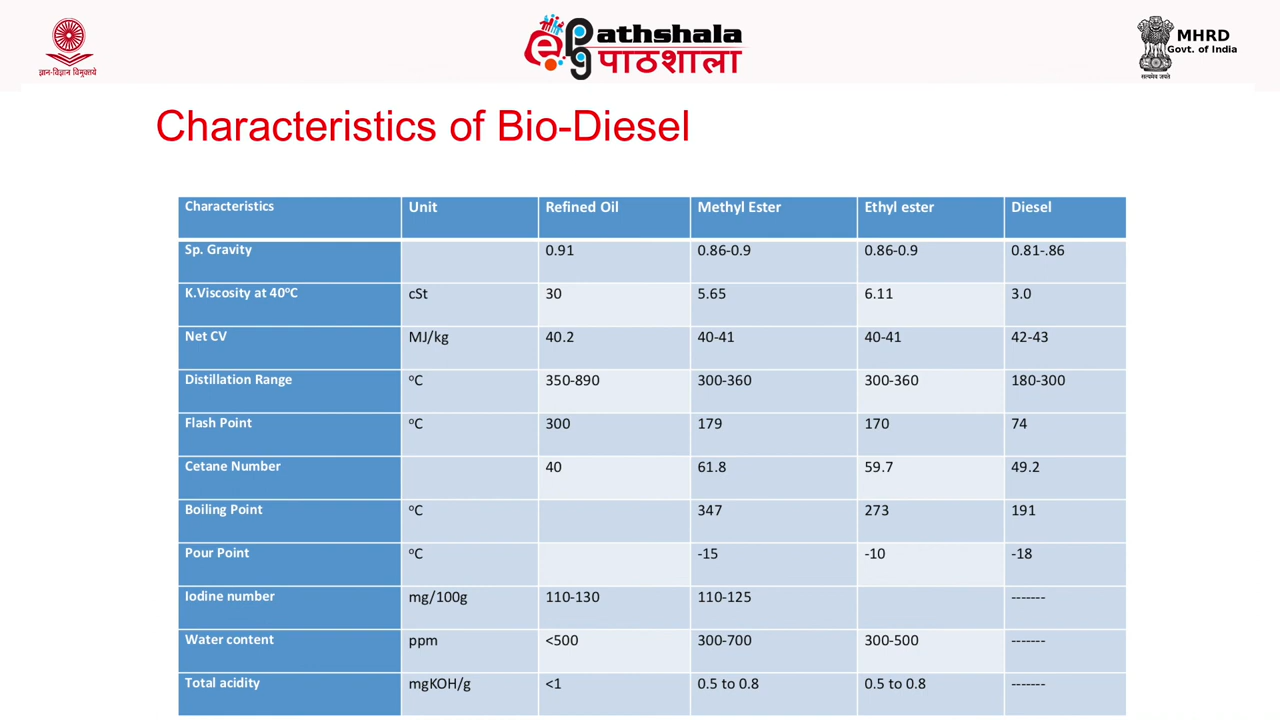 ज्ञान-विज्ञान विमुक्तये
ePGathshala
पाठशाला
MHRD
Govt. of India
सत्यमेव जयते
Characteristics of Bio-Diesel
Characteristics Unit Refined Oil Methyl Ester Ethyl ester Diesel
Sp. Gravity 0.91 0.86-0.9 0.86-0.9 0.81-.86
K.Viscosity at 40ºC cSt 30 5.65 6.11 3.0
Net CV MJ/kg 40.2 40-41 40-41 42-43
Distillation Range ºC 350-890 300-360 300-360 180-300
Flash Point ºC 300 179 170 74
Cetane Number 40 61.8 59.7 49.2
Boiling Point ºC 347 273 191
Pour Point ºC -15 -10 -18
Iodine number mg/100g 110-130 110-125 -------
Water content ppm <500 300-700 300-500 -------
Total acidity mgKOH/g <1 0.5 to 0.8 0.5 to 0.8 -------